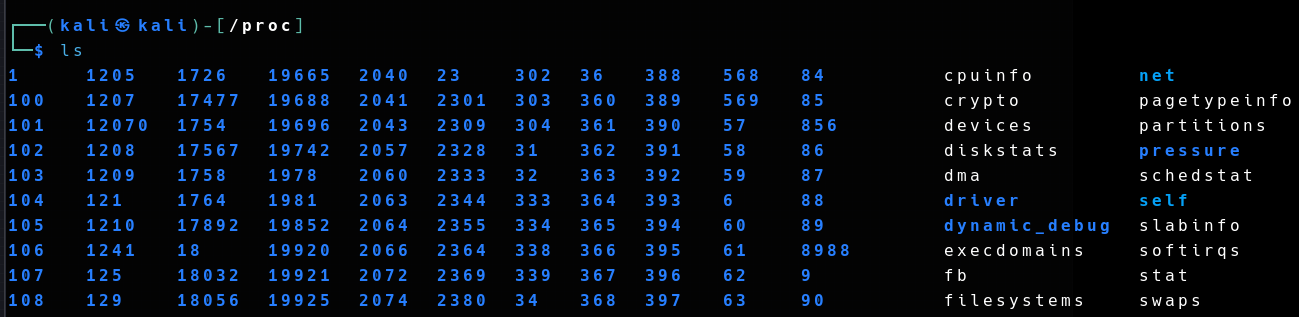 ┌──(kali㉿kali)-[/proc]
└─$ ls
1 1205 1726 19665 2040 23 302 36 388 568 84 cpuinfo net
100 1207 17477 19688 2041 2301 303 360 389 569 85 crypto pagetypeinfo
101 12070 1754 19696 2043 2309 304 361 390 57 856 devices partitions
102 1208 17567 19742 2057 2328 31 362 391 58 86 diskstats pressure
103 1209 1758 1978 2060 2333 32 363 392 59 87 dma schedstat
104 121 1764 1981 2063 2344 333 364 393 6 88 driver self
105 1210 17892 19852 2064 2355 334 365 394 60 89 dynamic_debug slabinfo
106 1241 18 19920 2066 2364 338 366 395 61 8988 execdomains softirqs
107 125 18032 19921 2072 2369 339 367 396 62 9 fb stat
108 129 18056 19925 2074 2380 34 368 397 63 90 filesystems swaps